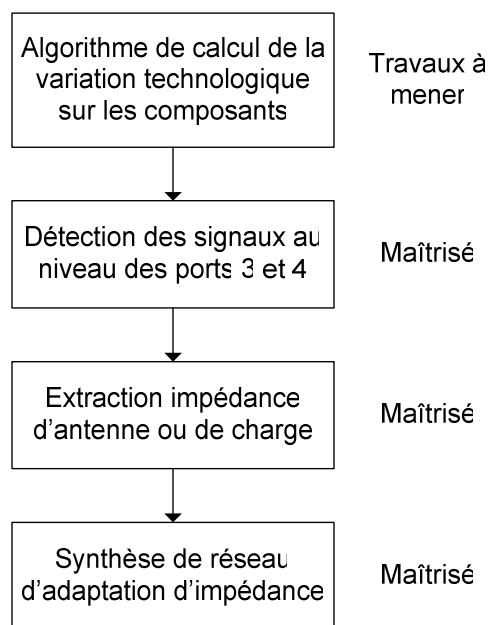 Algorithme de calcul de la
variation technologique
sur les composants
Travaux à
mener
Détection des signaux au
niveau des ports 3 et 4
Maîtrisé
Extraction impédance
d'antenne ou de charge
Maîtrisé
Synthèse de réseau
d'adaptation d'impédance
Maîtrisé